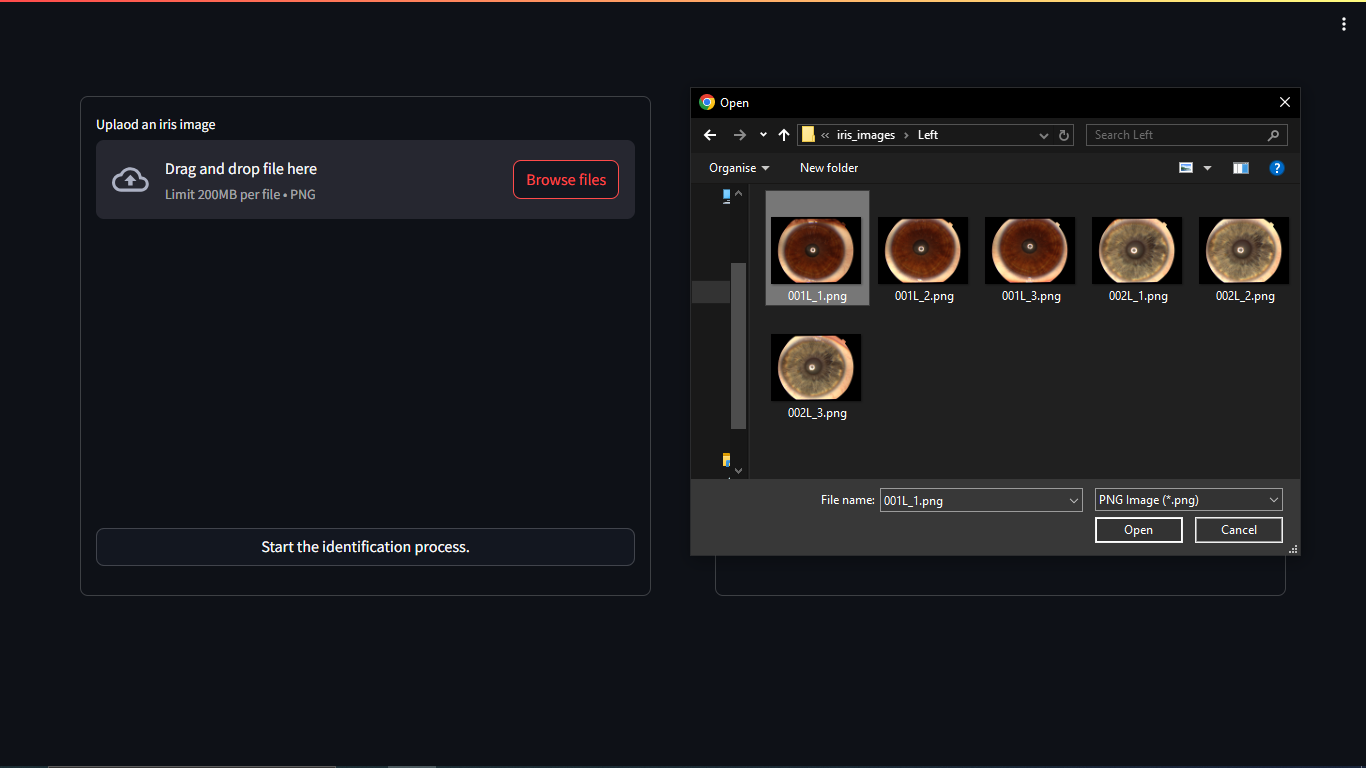 Uplaod an iris image
Drag and drop file here
Limit 200MB per file • PNG
Browse files
Start the identification process.
Open
« iris_images › Left
Search Left
Organise
New folder
?
001L_1.png
001L_2.png
001L_3.png
002L_1.png
002L_2.png
002L_3.png
File name:
001L_1.png
PNG Image (*.png)
Open
Cancel